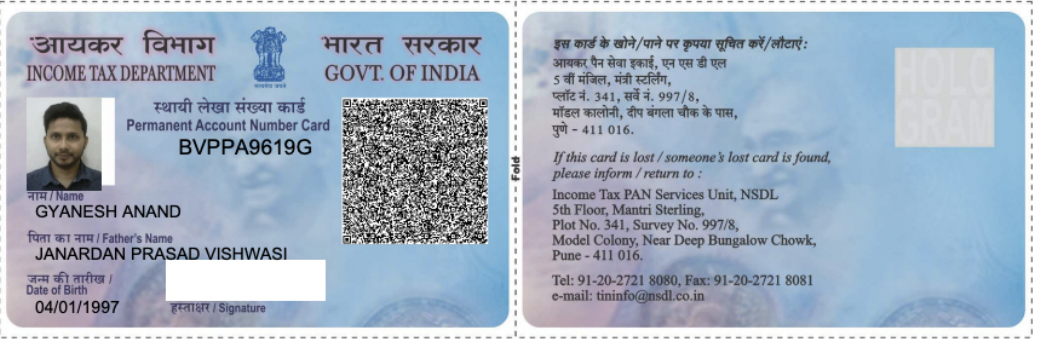 आयकर विभाग
INCOME TAX DEPARTMENT
भारत सरकार
GOVT. OF INDIA
सत्यमेव जयते
स्थायी लेखा संख्या कार्ड
Permanent Account Number Card
BVPPA9619G
नाम / Name
GYANESH ANAND
पिता का नाम / Father's Name
JANARDAN PRASAD VISHWASI
जन्म की तारीख /
Date of Birth
04/01/1997
हस्ताक्षर / Signature
Fold
इस कार्ड के खोने/पाने पर कृपया सूचित करें/लौटाएं :
आयकर पैन सेवा इकाई, एन एस डी एल
5 वीं मंजिल, मंत्री स्टर्लिंग,
प्लॉट नं. 341, सर्वे नं. 997/8,
मॉडल कालोनी, दीप बंगला चौक के पास,
पुणे - 411 016.
If this card is lost / someone's lost card is found,
please inform / return to :
Income Tax PAN Services Unit, NSDL
5th Floor, Mantri Sterling,
Plot No. 341, Survey No. 997/8,
Model Colony, Near Deep Bungalow Chowk,
Pune - 411 016.
Tel: 91-20-2721 8080, Fax: 91-20-2721 8081
e-mail: tininfo@nsdl.co.in
HOLO
GRAM